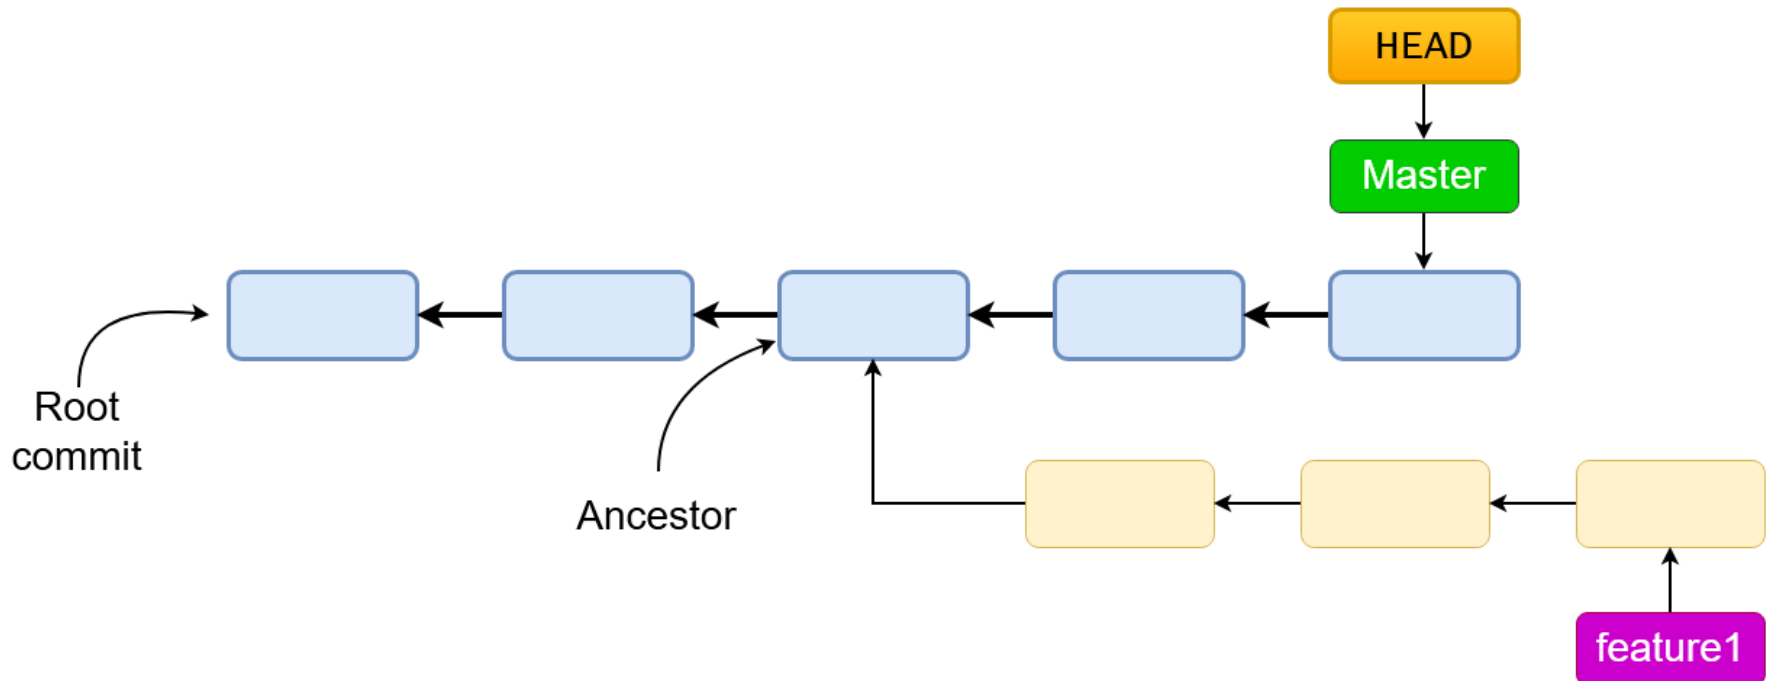 HEAD
Master
Root
commit
Ancestor
feature1